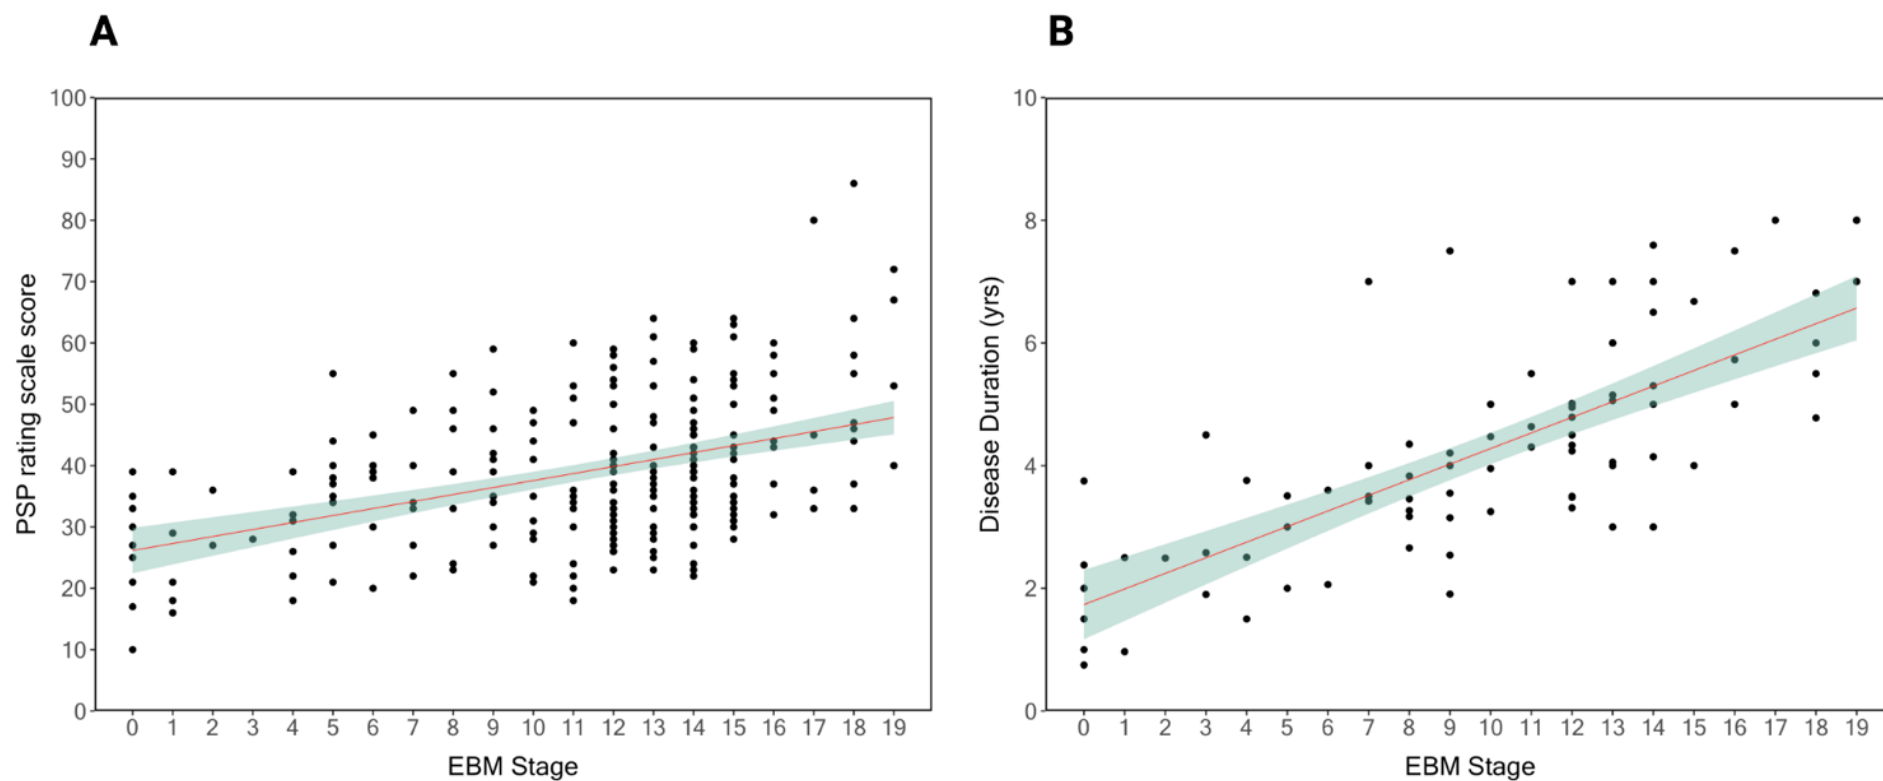 A
100
90
80
70
60
50
40
30
20
10
0
PSP rating scale score
0 1 2 3 4 5 6 7 8 9 10 11 12 13 14 15 16 17 18 19
EBM Stage
B
10
8
6
4
2
0
Disease Duration (yrs)
0 1 2 3 4 5 6 7 8 9 10 11 12 13 14 15 16 17 18 19
EBM Stage